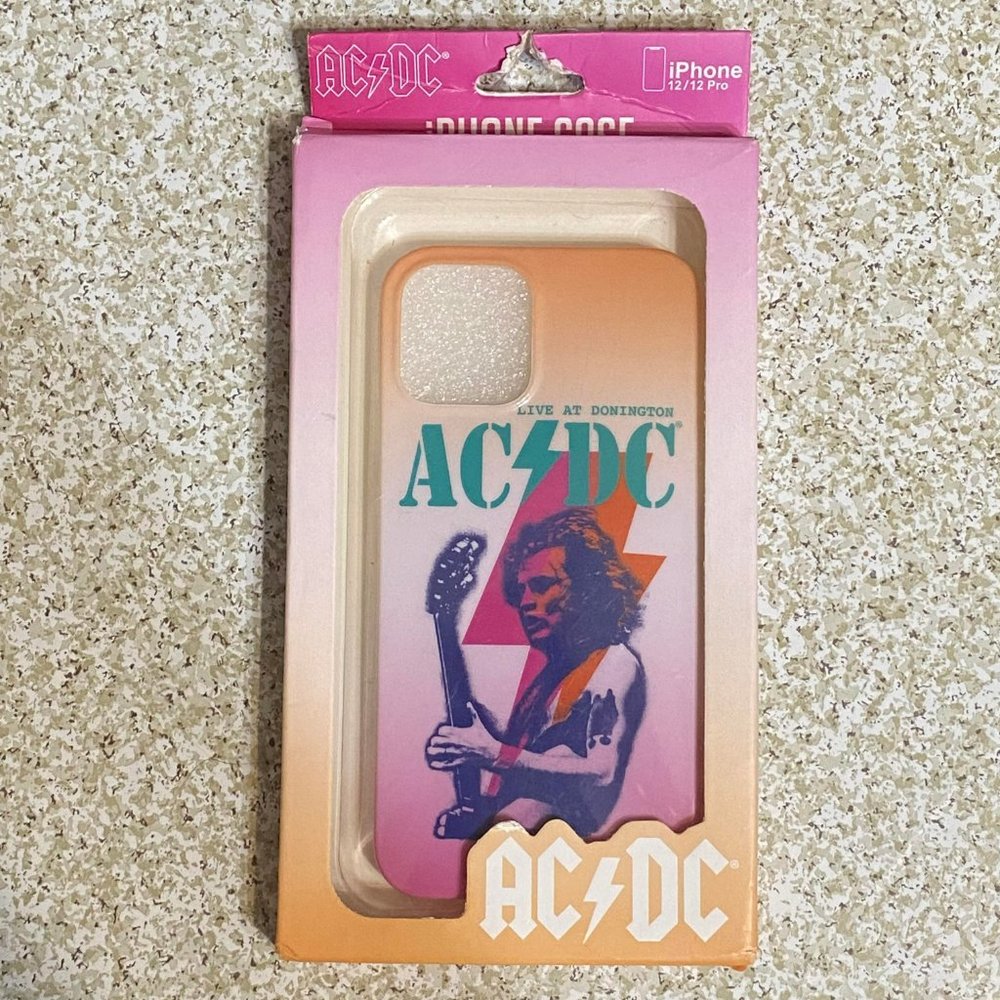 AC⚡DC®
iPhone
12/12 Pro
iPHONE CASE
LIVE AT DONINGTON
AC⚡DC®
AC⚡DC®